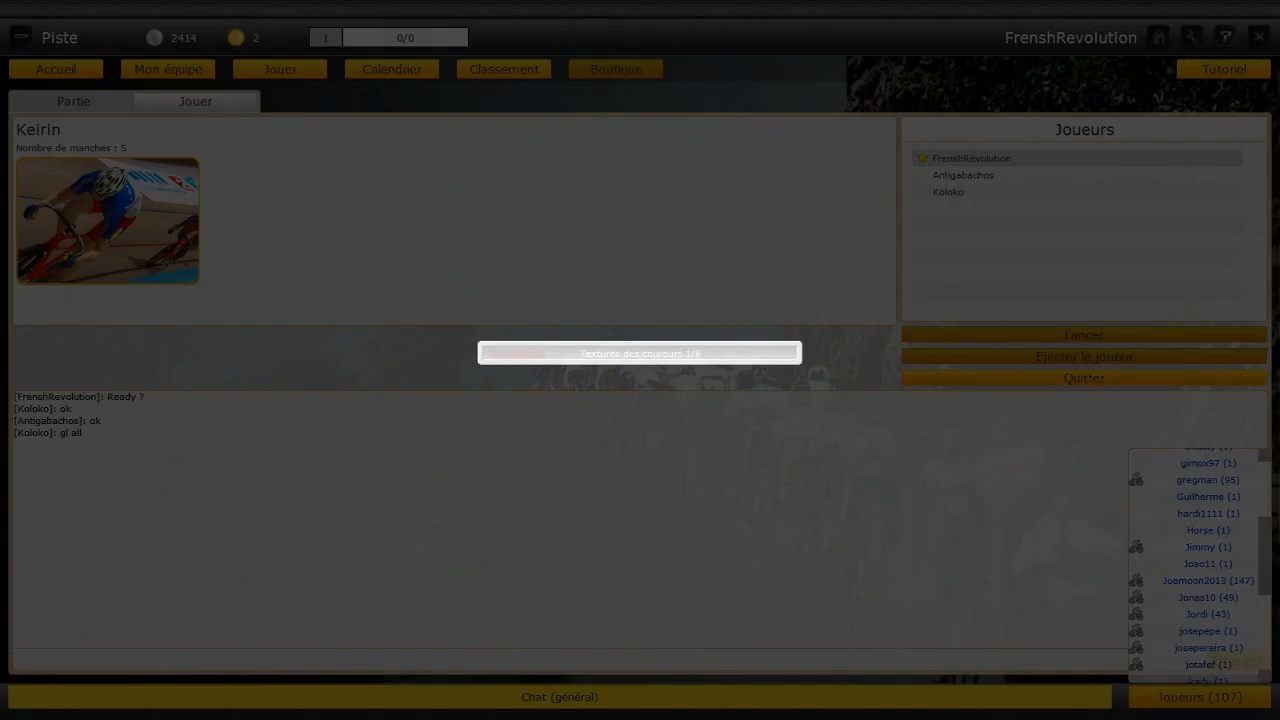 Piste
2414
2
1
0/0
FrenshRevolution
?
Accueil
Mon équipe
Jouer
Calendrier
Classement
Boutique
Tutoriel
Partie
Jouer
Keirin
Nombre de manches : 5
Joueurs
FrenshRevolution
Antigabachos
Koloko
Lancer
Ejecter le joueur
Quitter
Textures des coureurs 1/6
[FrenshRevolution]: Ready ?
[Koloko]: ok
[Antigabachos]: ok
[Koloko]: gl all
gimox97 (1)
gregman (95)
Guilherme (1)
hardi1111 (1)
Horse (1)
Jimmy (1)
Joao11 (1)
Joemoon2013 (147)
Jonas10 (49)
Jordi (43)
josepepe (1)
josepereira (1)
jotafef (1)
Chat (général)
Joueurs (107)